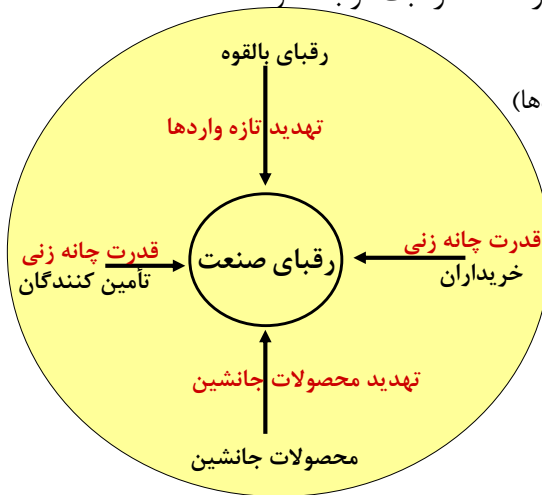 رقبای بالقوه
ها)
تهدید تازه واردها
قدرت چانه زنی
خریداران
رقبای صنعت
قدرت چانه زنی
تأمین کنندگان
تهدید محصولات جانشین
محصولات جانشین